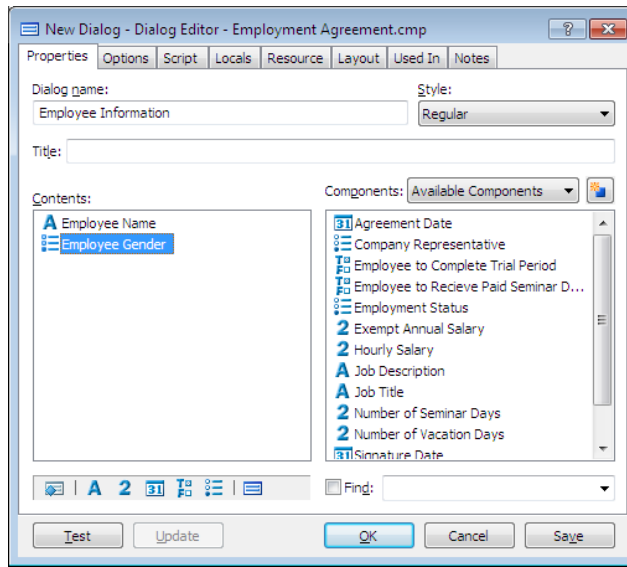 New Dialog - Dialog Editor - Employment Agreement.cmp
Properties Options Script Locals Resource Layout Used In Notes
Dialog name: Style:
Employee Information Regular
Title:
Contents: Components: Available Components
Employee Name
Employee Gender
Agreement Date
Company Representative
Employee to Complete Trial Period
Employee to Recieve Paid Seminar D...
Employment Status
Exempt Annual Salary
Hourly Salary
Job Description
Job Title
Number of Seminar Days
Number of Vacation Days
Signature Date
Find:
Test Update OK Cancel Save